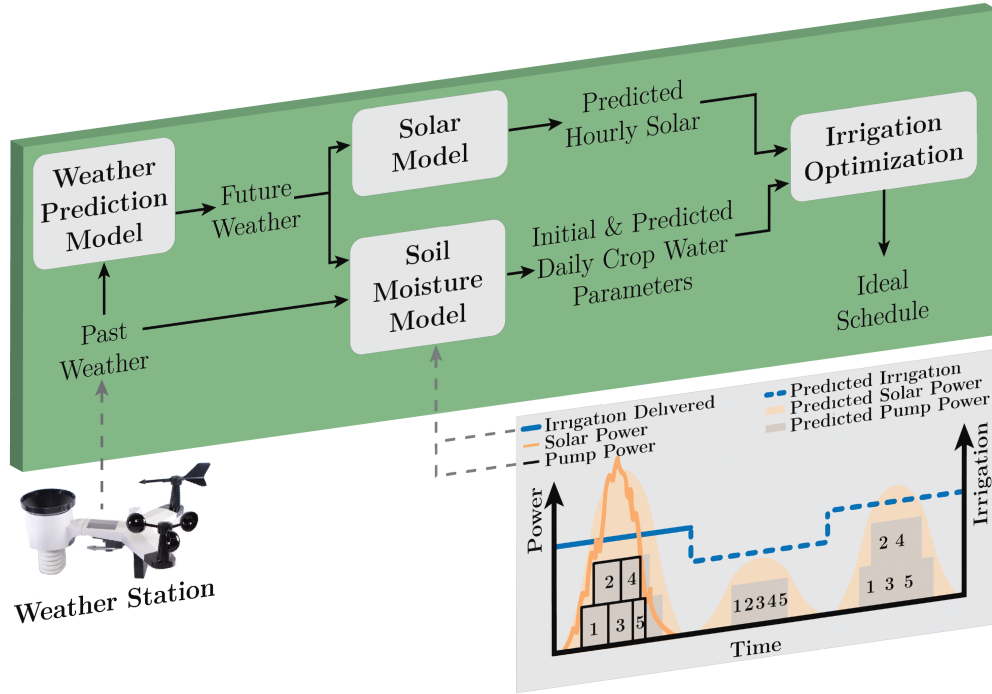 Weather
Prediction
Model
Future
Weather
Solar
Model
Predicted
Hourly Solar
Irrigation
Optimization
Soil
Moisture
Model
Initial & Predicted
Daily Crop Water
Parameters
Ideal
Schedule
Past
Weather
Weather Station
Irrigation Delivered
Solar Power
Pump Power
Predicted Irrigation
Predicted Solar Power
Predicted Pump Power
Power
Irrigation
2 4
1 3 5
12345
2 4
1 3 5
Time